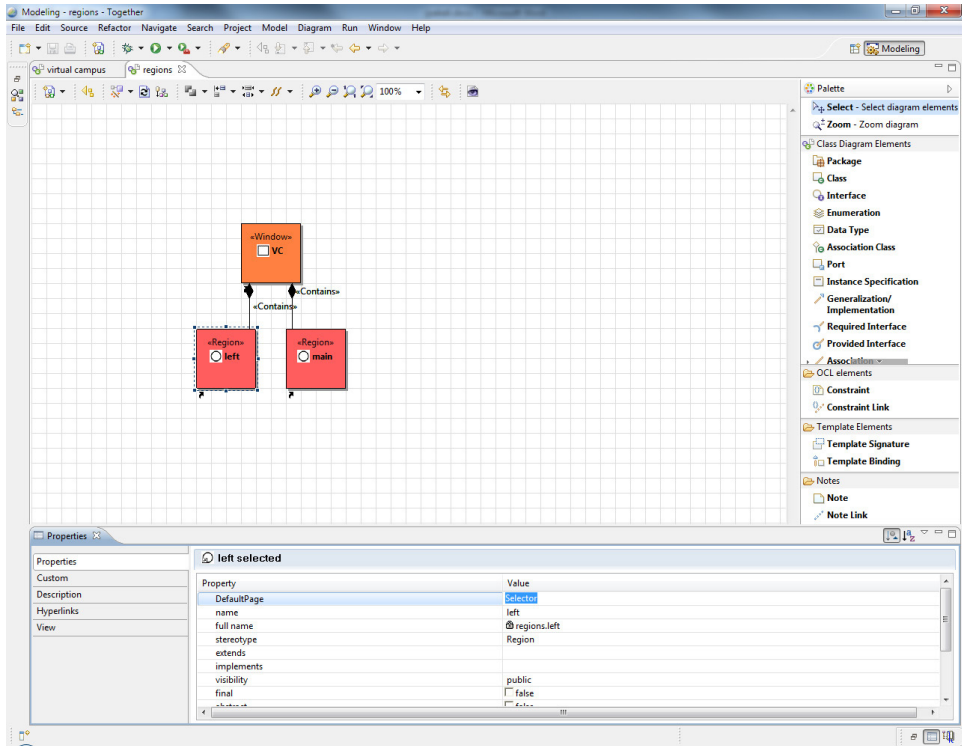 Modeling - regions - Together
File Edit Source Refactor Navigate Search Project Model Diagram Run Window Help
Modeling
virtual campus
regions
100%
Palette
Select - Select diagram elements
Zoom - Zoom diagram
Class Diagram Elements
Package
Class
Interface
Enumeration
Data Type
Association Class
Port
Instance Specification
Generalization/
Implementation
Required Interface
Provided Interface
Association
OCL elements
Constraint
Constraint Link
Template Elements
Template Signature
Template Binding
Notes
Note
Note Link
«Window»
VC
«Contains»
«Contains»
«Region»
left
«Region»
main
Properties
left selected
Properties
Custom
Description
Hyperlinks
View
Property Value
DefaultPage Selector
name left
full name regions.left
stereotype Region
extends
implements
visibility public
final false
abstract false